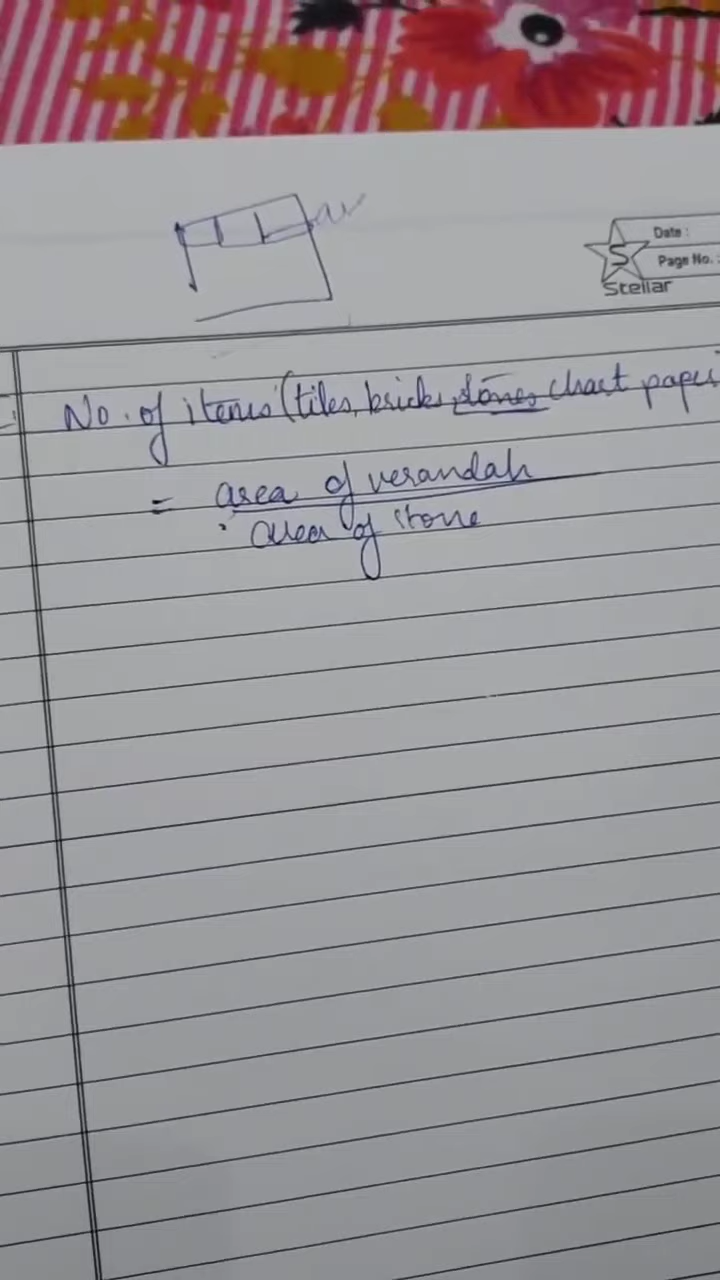 Date :
Page No. :
S
Stellar
No. of items (tiles, bricks, stones chart paper
= area of verandah
area of stone